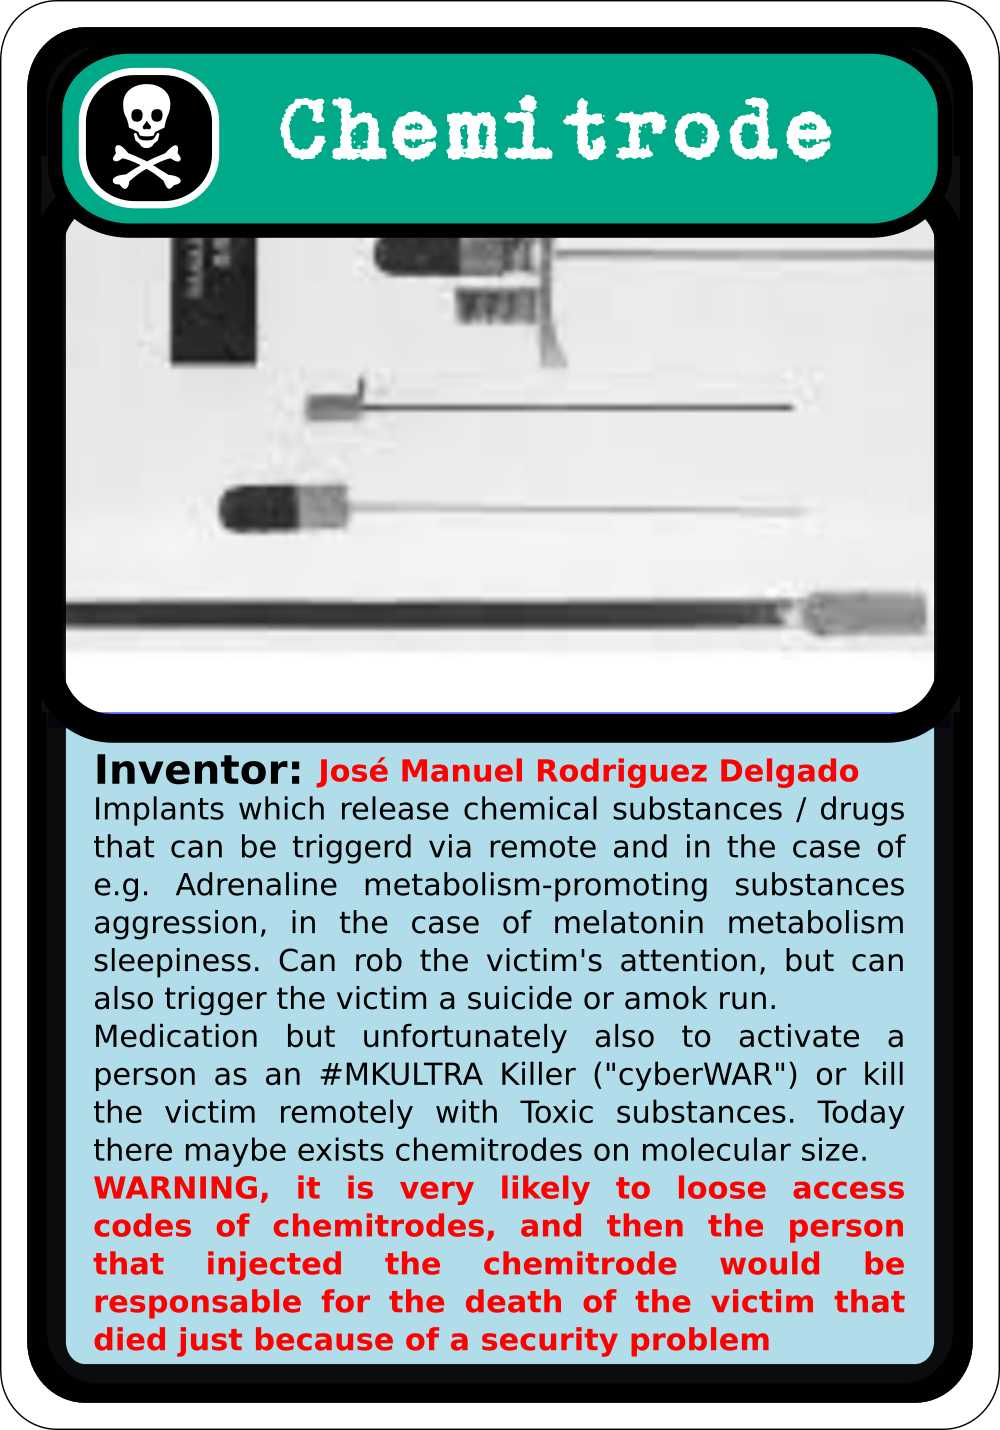 Chemitrode
Inventor: José Manuel Rodriguez Delgado
Implants which release chemical substances / drugs
that can be triggerd via remote and in the case of
e.g. Adrenaline metabolism-promoting substances
aggression, in the case of melatonin metabolism
sleepiness. Can rob the victim's attention, but can
also trigger the victim a suicide or amok run.
Medication but unfortunately also to activate a
person as an #MKULTRA Killer ("cyberWAR") or kill
the victim remotely with Toxic substances. Today
there maybe exists chemitrodes on molecular size.
WARNING, it is very likely to loose access
codes of chemitrodes, and then the person
that injected the chemitrode would be
responsable for the death of the victim that
died just because of a security problem